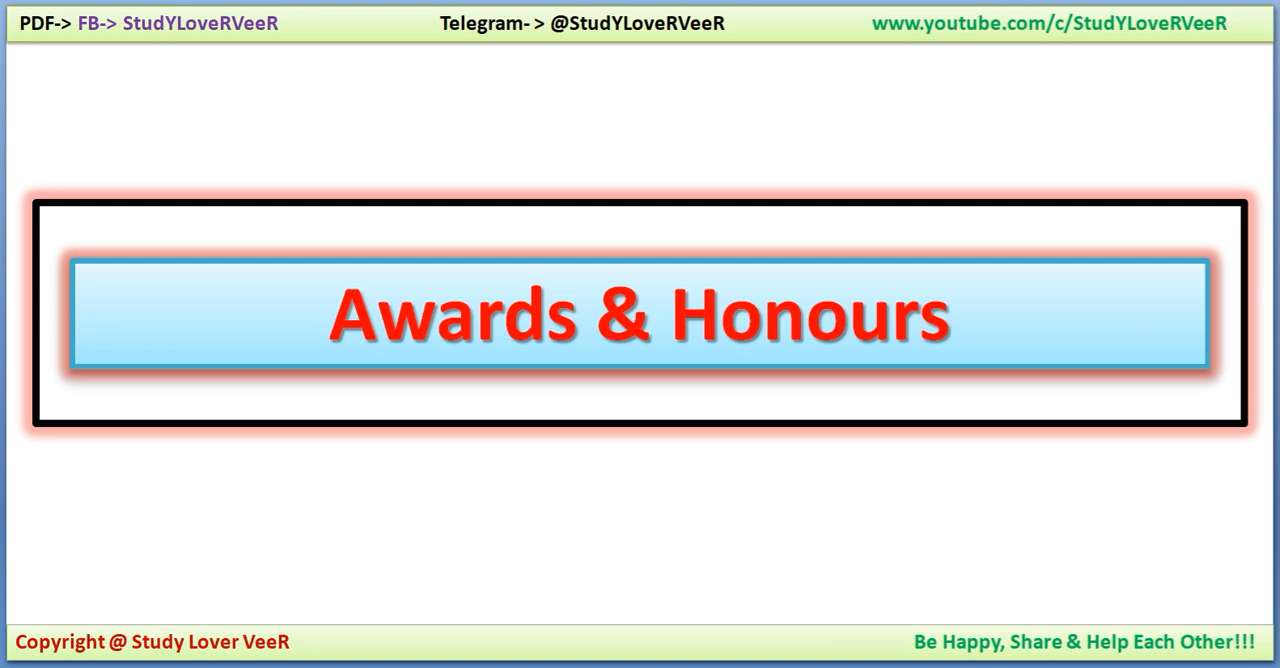 PDF-> FB-> StudYLoveRVeeR Telegram- > @StudYLoveRVeeR www.youtube.com/c/StudYLoveRVeeR
Awards & Honours
Copyright @ Study Lover VeeR Be Happy, Share & Help Each Other!!!